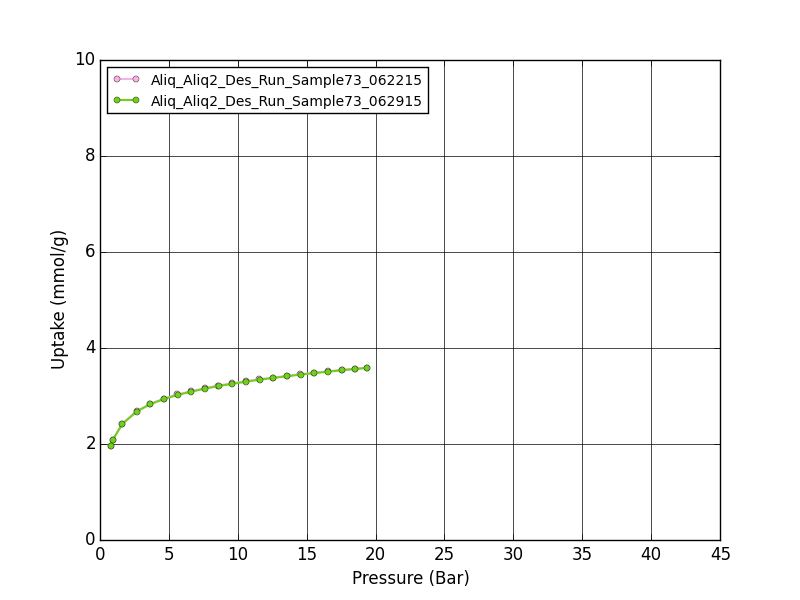 Aliq_Aliq2_Des_Run_Sample73_062215
Aliq_Aliq2_Des_Run_Sample73_062915
10
8
6
4
2
0
0 5 10 15 20 25 30 35 40 45
Uptake (mmol/g)
Pressure (Bar)